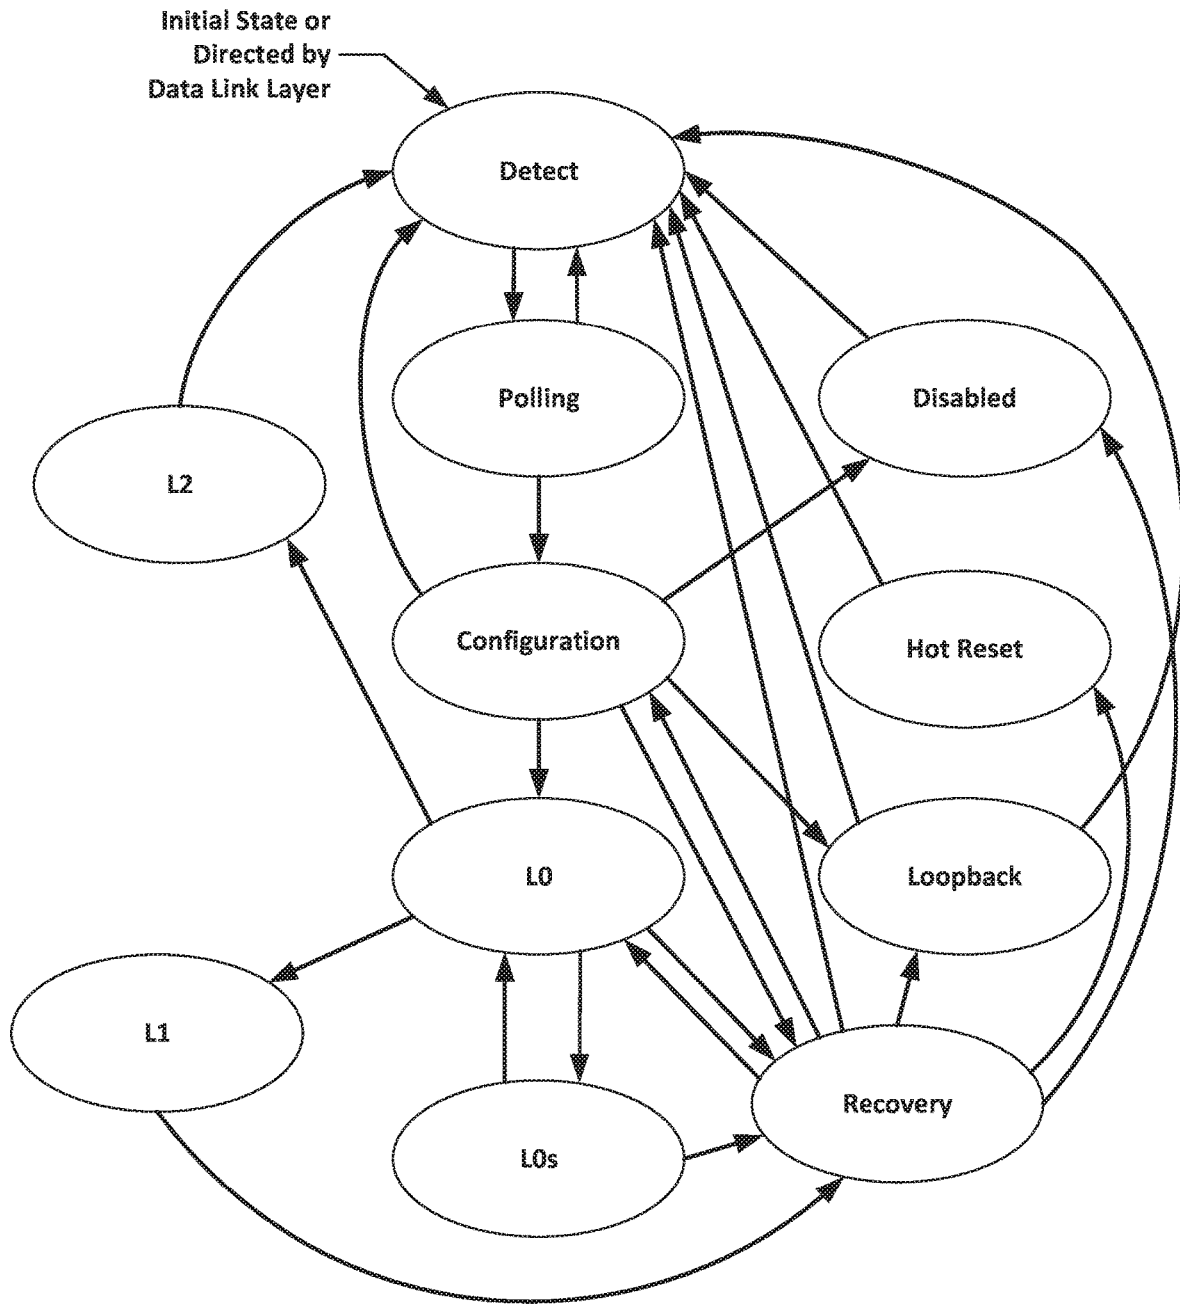 Initial State or
Directed by
Data Link Layer
Detect
Polling
Disabled
L2
Configuration
Hot Reset
L0
Loopback
L1
Recovery
L0s